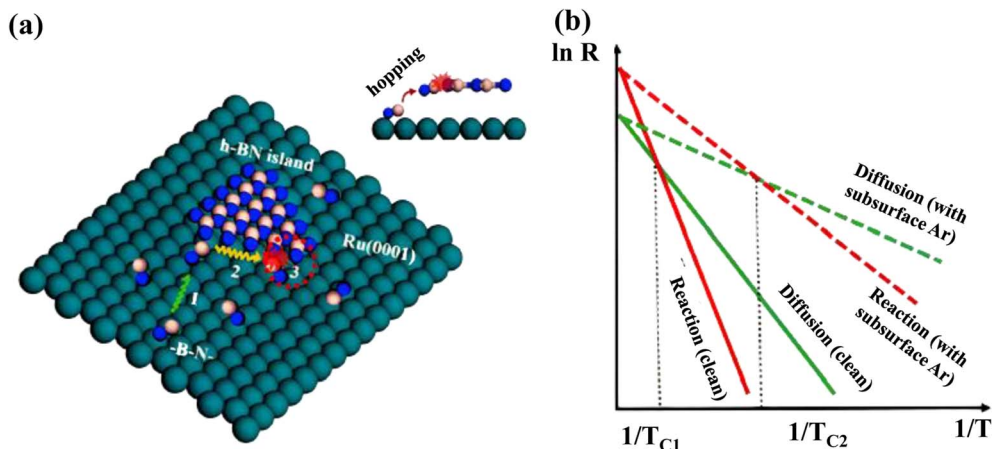 (a)
hopping
h-BN island
Ru(0001)
1
2
3
-B-N-
(b)
ln R
Diffusion (with
subsurface Ar)
Reaction (with
subsurface Ar)
Diffusion (clean)
Reaction (clean)
1/T_C1
1/T_C2
1/T